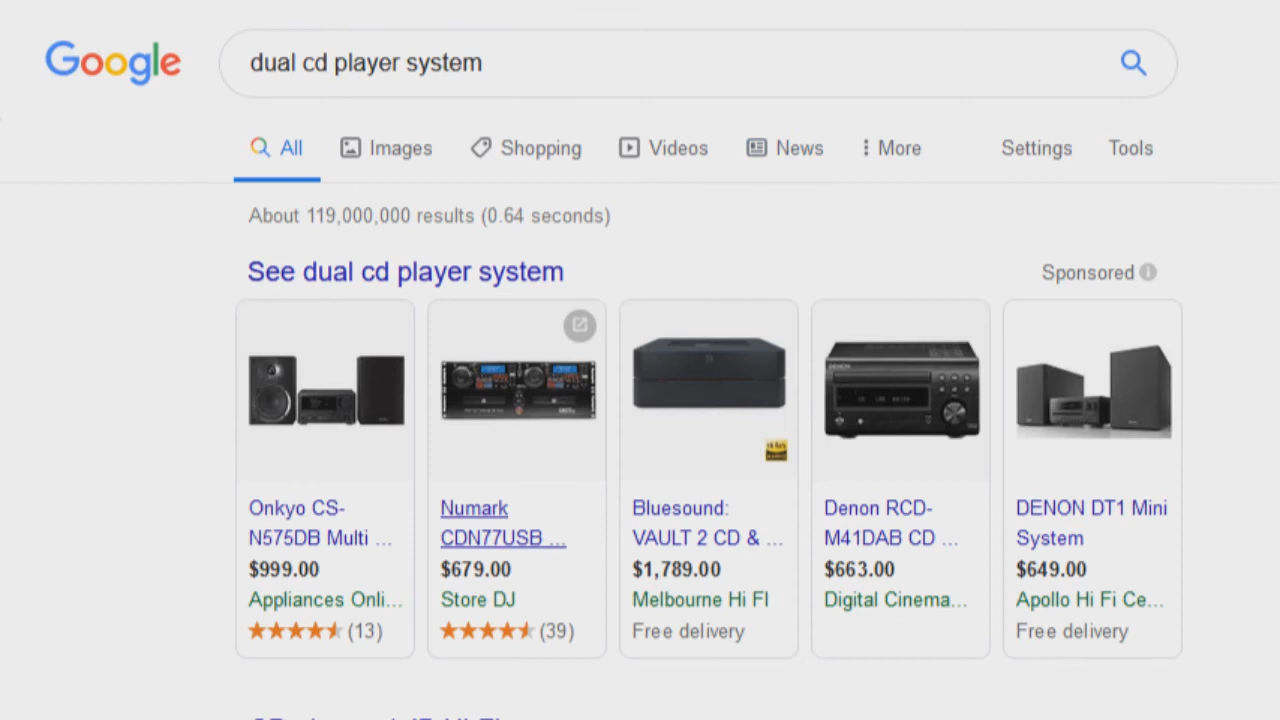 Google
dual cd player system
All Images Shopping Videos News More Settings Tools
About 119,000,000 results (0.64 seconds)
See dual cd player system
Sponsored
Onkyo CS-
N575DB Multi ...
$999.00
Appliances Onli...
(13)
Numark
CDN77USB ...
$679.00
Store DJ
(39)
Bluesound:
VAULT 2 CD & ...
$1,789.00
Melbourne Hi FI
Free delivery
DENON
Denon RCD-
M41DAB CD ...
$663.00
Digital Cinema...
DENON DT1 Mini
System
$649.00
Apollo Hi Fi Ce...
Free delivery